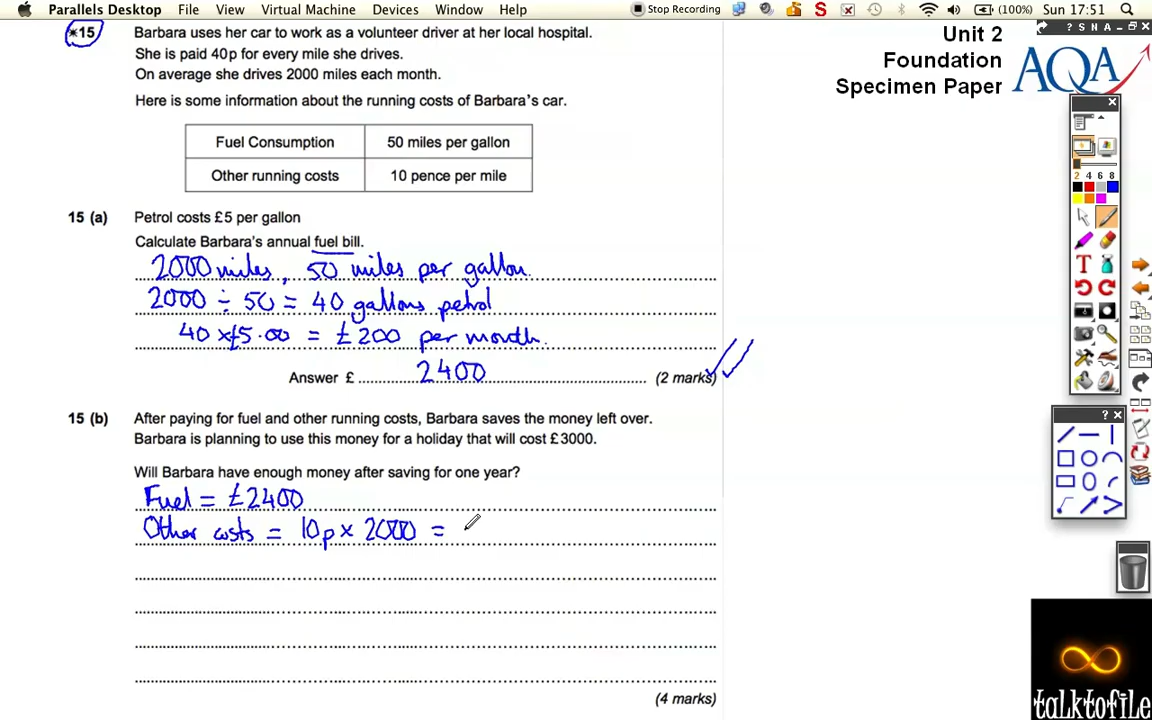 Parallels Desktop File View Virtual Machine Devices Window Help Stop Recording (100%) Sun 17:51
*15 Barbara uses her car to work as a volunteer driver at her local hospital.
She is paid 40p for every mile she drives.
On average she drives 2000 miles each month.
Here is some information about the running costs of Barbara's car.
Fuel Consumption 50 miles per gallon
Other running costs 10 pence per mile
Unit 2
Foundation
Specimen Paper
AQA
? S N A
? x
2 4 6 8
T
15 (a) Petrol costs £5 per gallon
Calculate Barbara's annual fuel bill.
2000 miles, 50 miles per gallon.
2000 ÷ 50 = 40 gallons petrol
40 × £5.00 = £200 per month.
Answer £ 2400 (2 marks)
15 (b) After paying for fuel and other running costs, Barbara saves the money left over.
Barbara is planning to use this money for a holiday that will cost £3000.
Will Barbara have enough money after saving for one year?
Fuel = £2400
Other costs = 10p × 2000 =
(4 marks)
talktofile